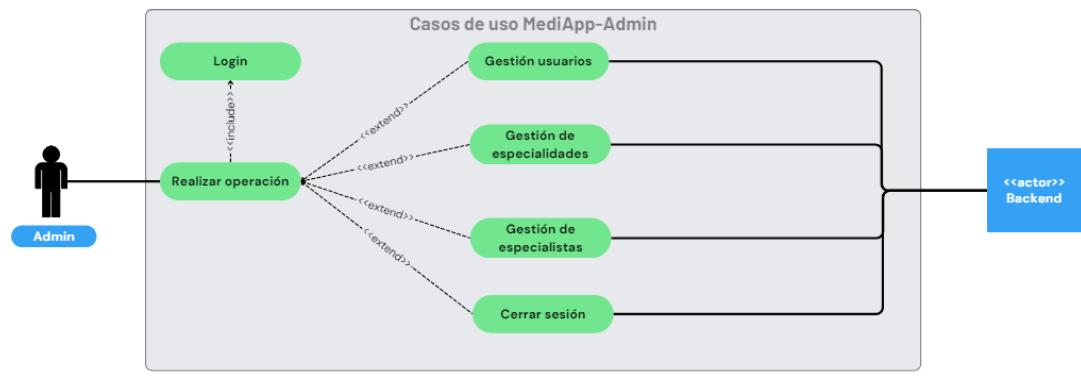 Casos de uso MediApp-Admin
Login
<<include>>
Realizar operación
Admin
<<extend>>
Gestión usuarios
<<extend>>
Gestión de
especialidades
<<extend>>
Gestión de
especialistas
<<extend>>
Cerrar sesión
<<actor>>
Backend